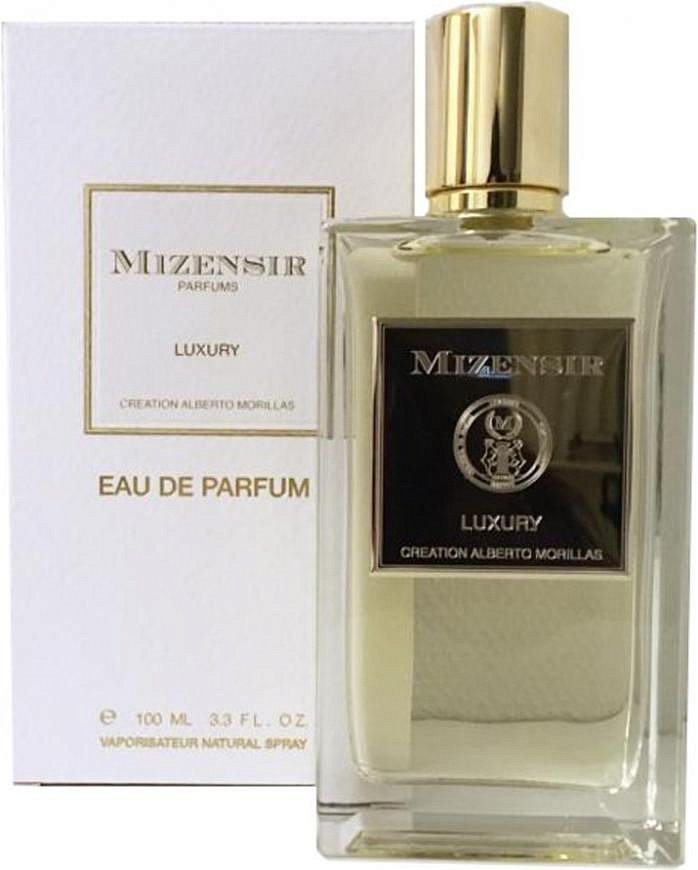 MIZENSIR
PARFUMS
LUXURY
CREATION ALBERTO MORILLAS
EAU DE PARFUM
℮ 100 ML 3.3 FL. OZ.
VAPORISATEUR NATURAL SPRAY
MIZENSIR
M
LUXURY
CREATION ALBERTO MORILLAS